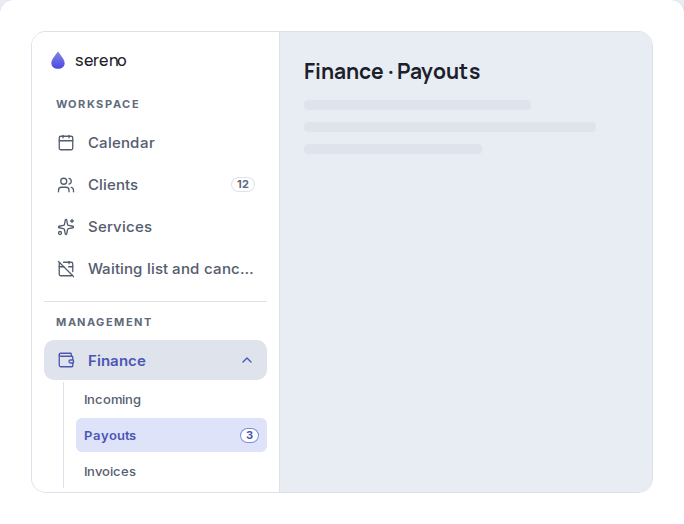 sereno
WORKSPACE
Calendar
Clients 12
Services
Waiting list and canc...
MANAGEMENT
Finance
Incoming
Payouts 3
Invoices
Finance · Payouts